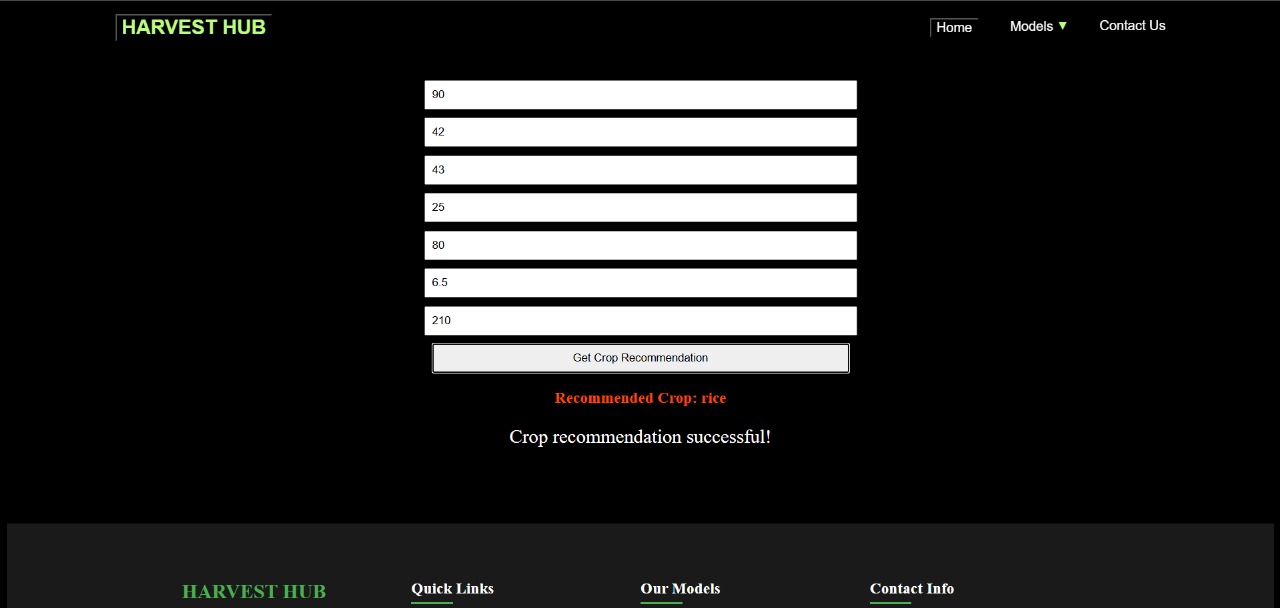 HARVEST HUB
Home Models ▼ Contact Us
90
42
43
25
80
6.5
210
Get Crop Recommendation
Recommended Crop: rice
Crop recommendation successful!
HARVEST HUB Quick Links Our Models Contact Info